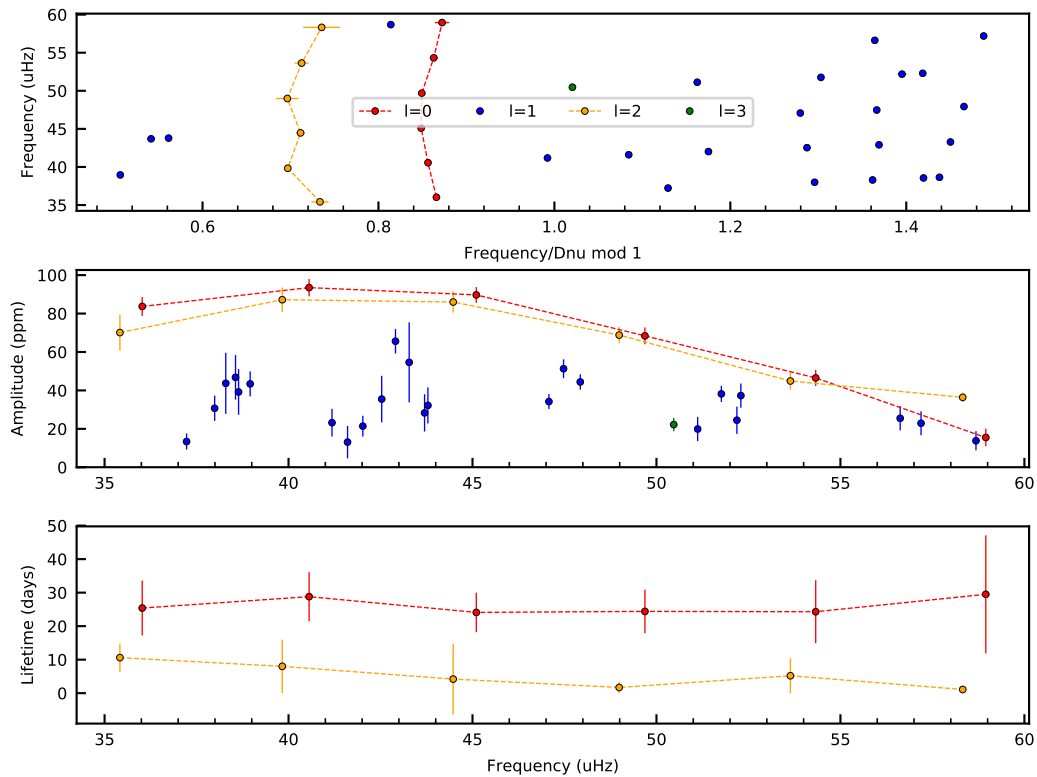 60
55
50
45
40
35
Frequency (uHz)
l=0 l=1 l=2 l=3
0.6 0.8 1.0 1.2 1.4
Frequency/Dnu mod 1
100
80
60
40
20
0
Amplitude (ppm)
35 40 45 50 55 60
50
40
30
20
10
0
Lifetime (days)
35 40 45 50 55 60
Frequency (uHz)